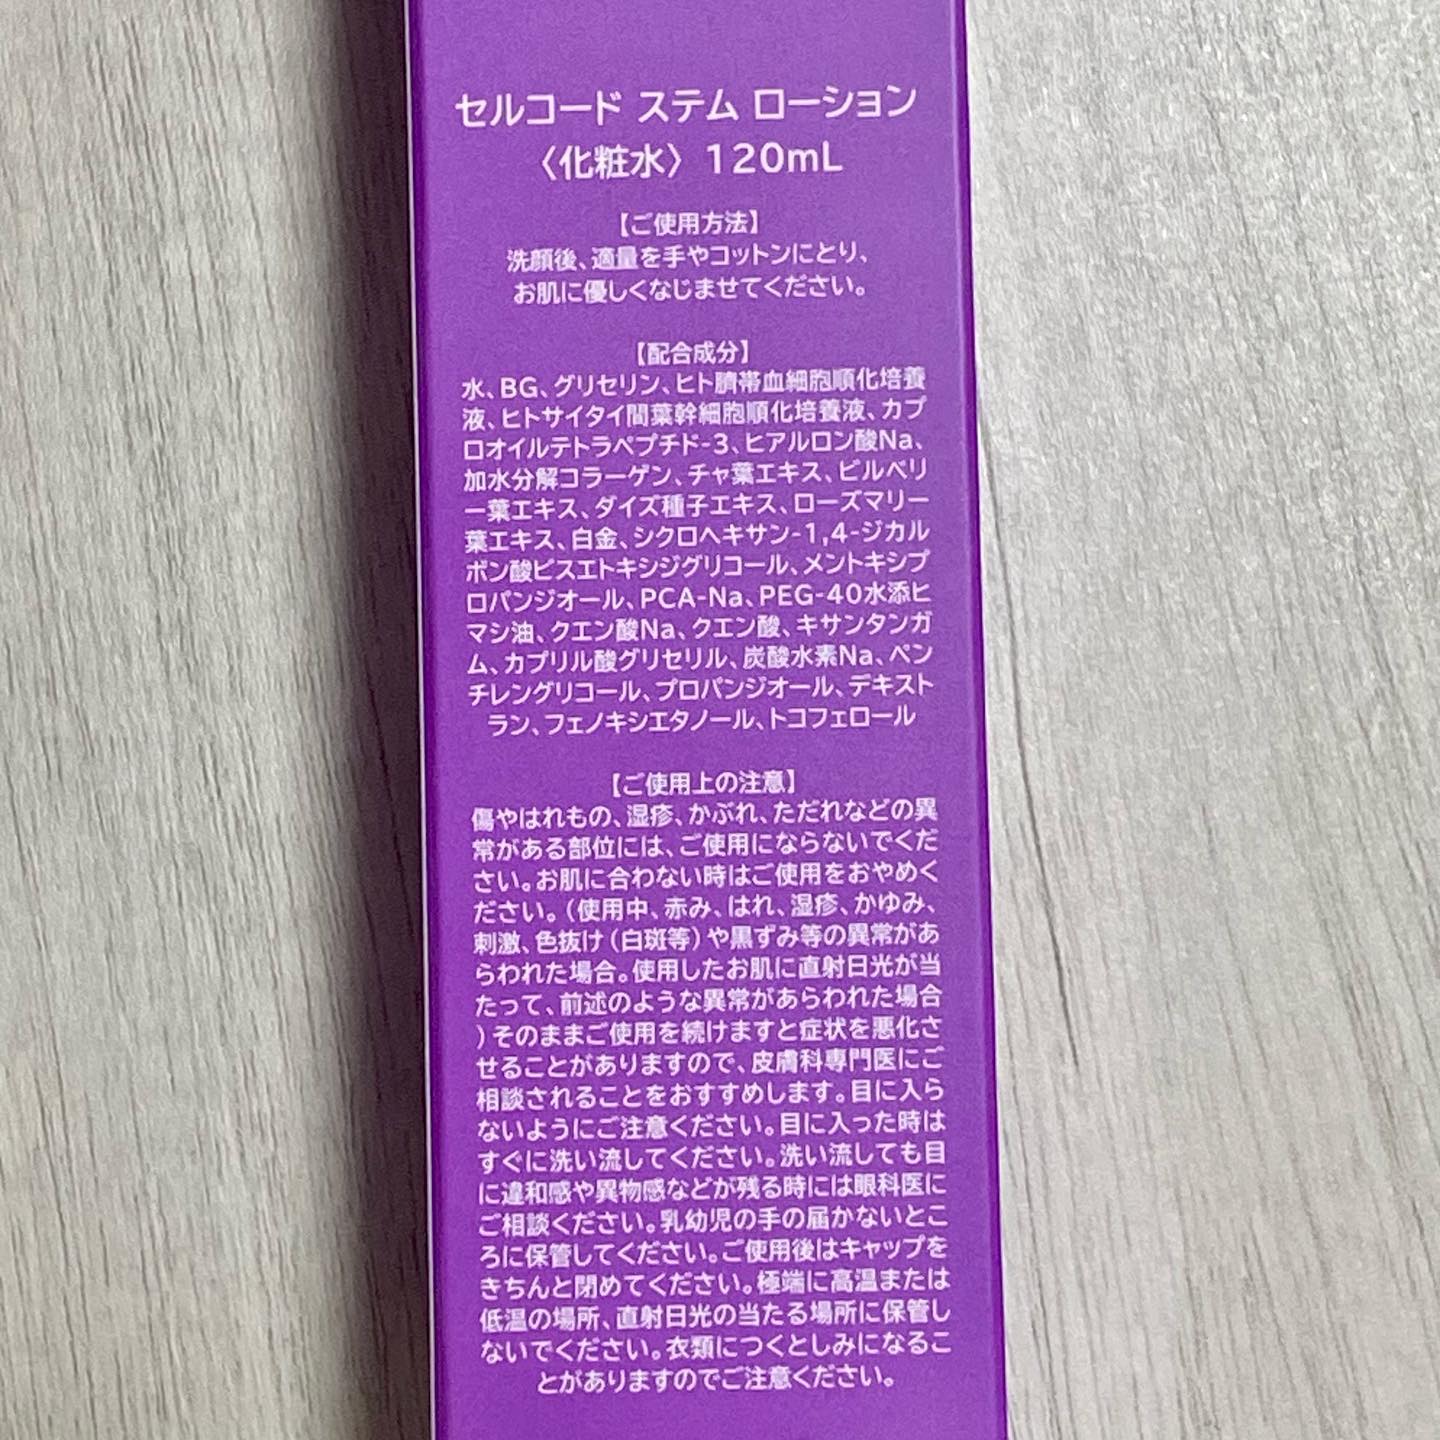 セルコード ステム ローション
〈化粧水〉 120mL
【ご使用方法】
洗顔後、適量を手やコットンにとり、
お肌に優しくなじませてください。
【配合成分】
水、BG、グリセリン、ヒト臍帯血細胞順化培養
液、ヒトサイタイ間葉幹細胞順化培養液、カプ
ロオイルテトラペプチド-3、ヒアルロン酸Na、
加水分解コラーゲン、チャ葉エキス、ビルベリ
ー葉エキス、ダイズ種子エキス、ローズマリー
葉エキス、白金、シクロヘキサン-1,4-ジカル
ボン酸ビスエトキシジグリコール、メントキシプ
ロパンジオール、PCA-Na、PEG-40水添ヒ
マシ油、クエン酸Na、クエン酸、キサンタンガ
ム、カプリル酸グリセリル、炭酸水素Na、ペン
チレングリコール、プロパンジオール、デキスト
ラン、フェノキシエタノール、トコフェロール
【ご使用上の注意】
傷やはれもの、湿疹、かぶれ、ただれなどの異
常がある部位には、ご使用にならないでくだ
さい。お肌に合わない時はご使用をおやめく
ださい。（使用中、赤み、はれ、湿疹、かゆみ、
刺激、色抜け（白斑等）や黒ずみ等の異常があ
らわれた場合。使用したお肌に直射日光が当
たって、前述のような異常があらわれた場合
）そのままご使用を続けますと症状を悪化さ
せることがありますので、皮膚科専門医にご
相談されることをおすすめします。目に入ら
ないようにご注意ください。目に入った時は
すぐに洗い流してください。洗い流しても目
に違和感や異物感などが残る時には眼科医に
ご相談ください。乳幼児の手の届かないとこ
ろに保管してください。ご使用後はキャップを
きちんと閉めてください。極端に高温または
低温の場所、直射日光の当たる場所に保管し
ないでください。衣類につくとしみになるこ
とがありますのでご注意ください。